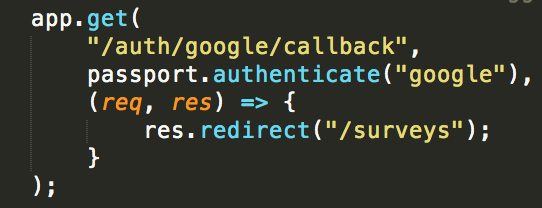 app.get(
    "/auth/google/callback",
    passport.authenticate("google"),
    (req, res) => {
        res.redirect("/surveys");
    }
);